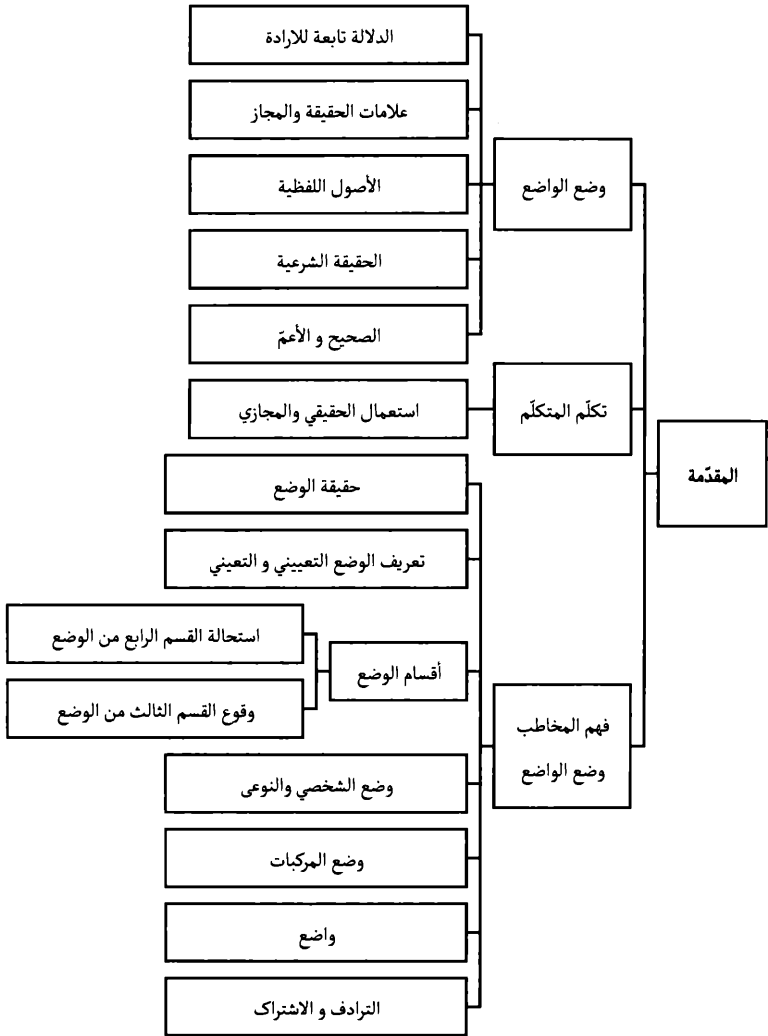 المقدّمة
وضع الواضع
الدلالة تابعة للارادة
علامات الحقيقة والمجاز
الأصول اللفظية
الحقيقة الشرعية
الصحيح و الأعمّ
تكلّم المتكلّم
استعمال الحقيقي والمجازي
فهم المخاطب
وضع الواضع
حقيقة الوضع
تعريف الوضع التعييني و التعيني
أقسام الوضع
استحالة القسم الرابع من الوضع
وقوع القسم الثالث من الوضع
وضع الشخصي والنوعى
وضع المركبات
واضع
الترادف و الاشتراك